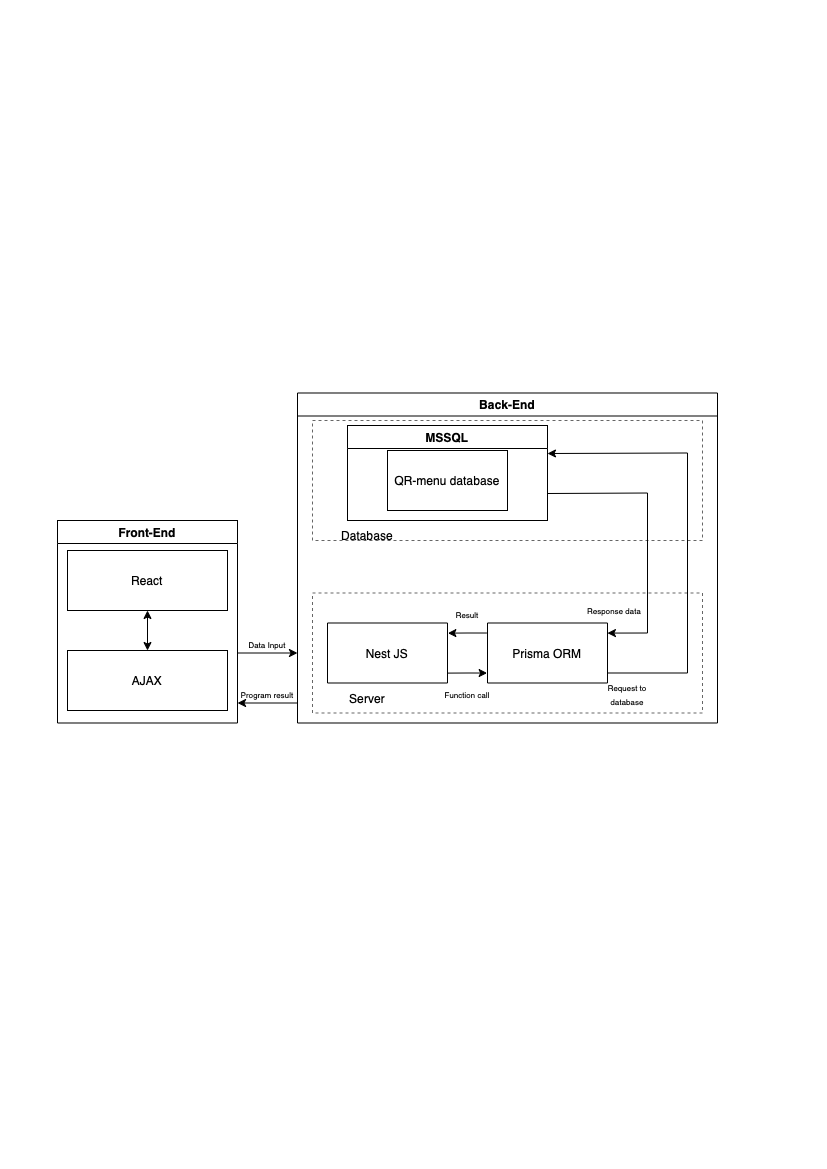 Back-End
MSSQL
QR-menu database
Database
Front-End
React
AJAX
Data Input
Program result
Result
Response data
Nest JS
Prisma ORM
Server
Function call
Request to
database